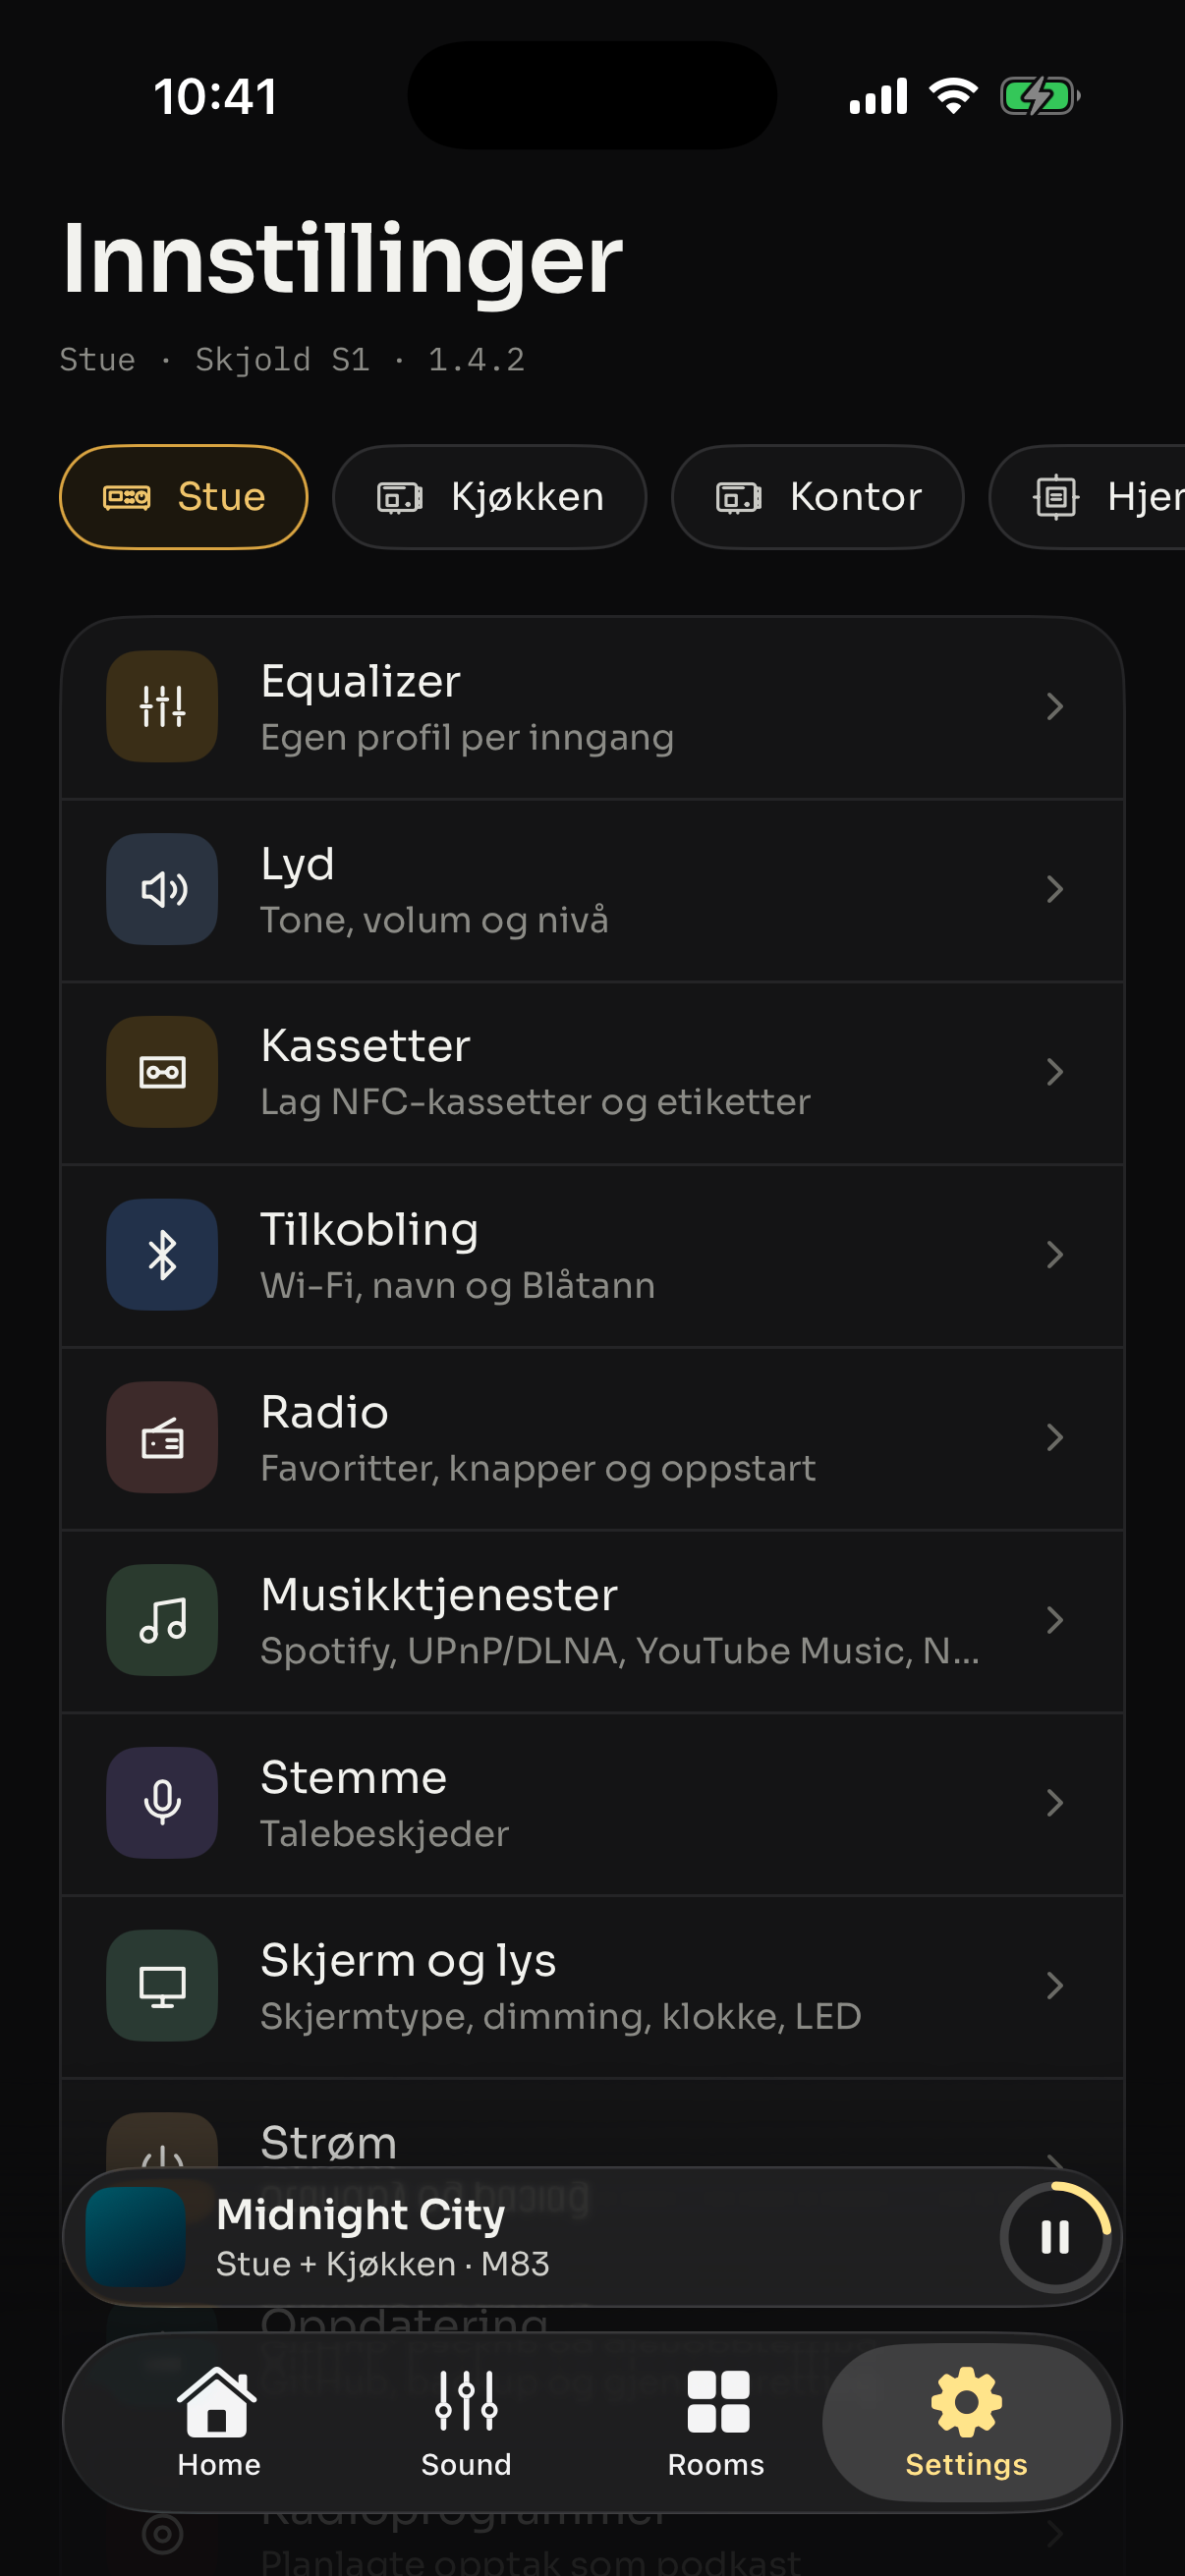 10:41
Innstillinger
Stue · Skjold S1 · 1.4.2
Stue Kjøkken Kontor Hjer
Equalizer
Egen profil per inngang
Lyd
Tone, volum og nivå
Kassetter
Lag NFC-kassetter og etiketter
Tilkobling
Wi-Fi, navn og Blåtann
Radio
Favoritter, knapper og oppstart
Musikktjenester
Spotify, UPnP/DLNA, YouTube Music, N...
Stemme
Talebeskjeder
Skjerm og lys
Skjermtype, dimming, klokke, LED
Strøm
Midnight City
Stue + Kjøkken · M83
Oppdatering
Home Sound Rooms Settings
Radioprogrammer
Planlagte opptak som podkast